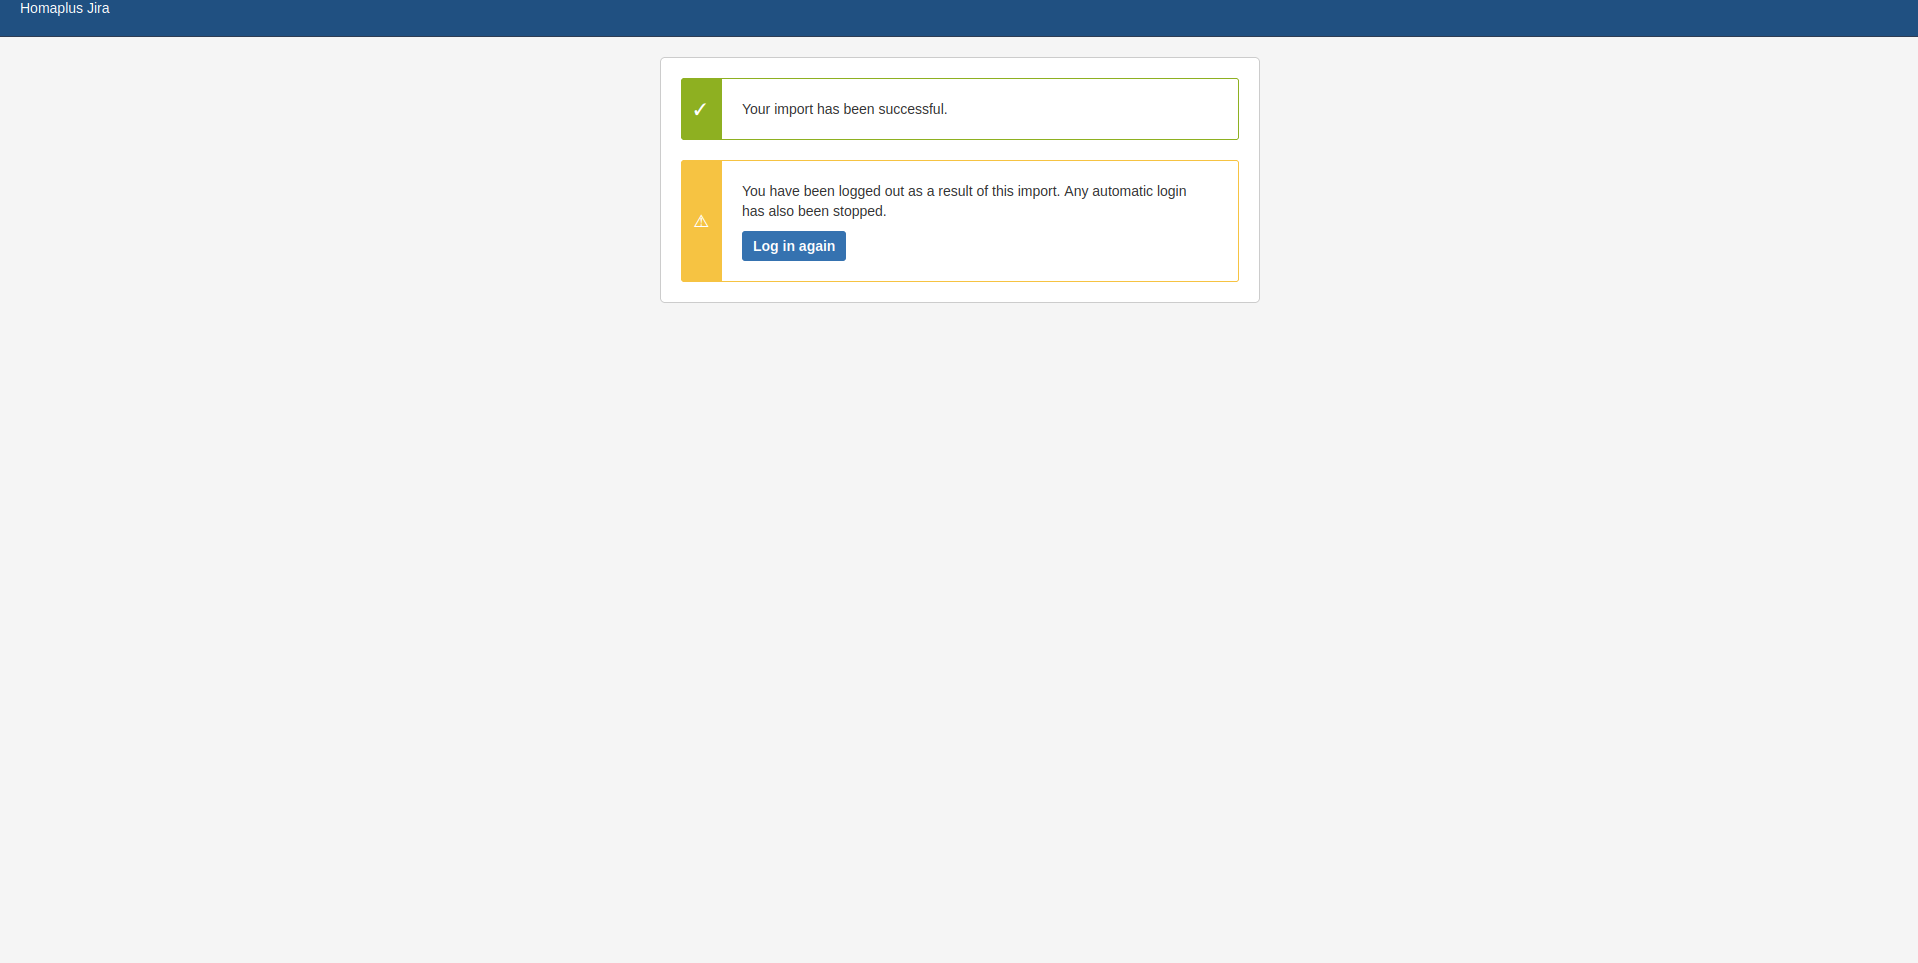 Homaplus Jira
Your import has been successful.
You have been logged out as a result of this import. Any automatic login
has also been stopped.
Log in again